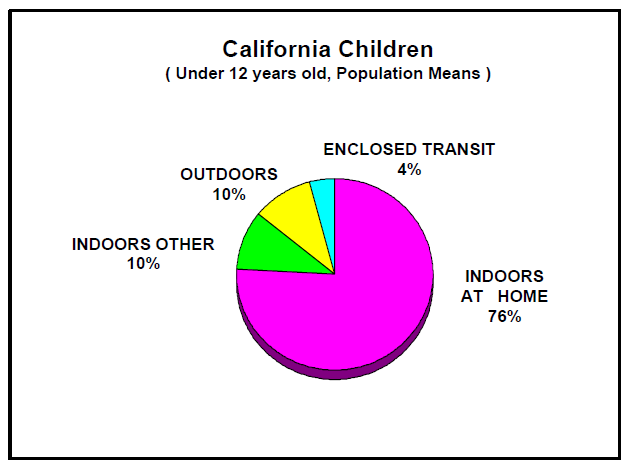 California Children
( Under 12 years old, Population Means )
ENCLOSED TRANSIT
4%
OUTDOORS
10%
INDOORS OTHER
10%
INDOORS
AT HOME
76%